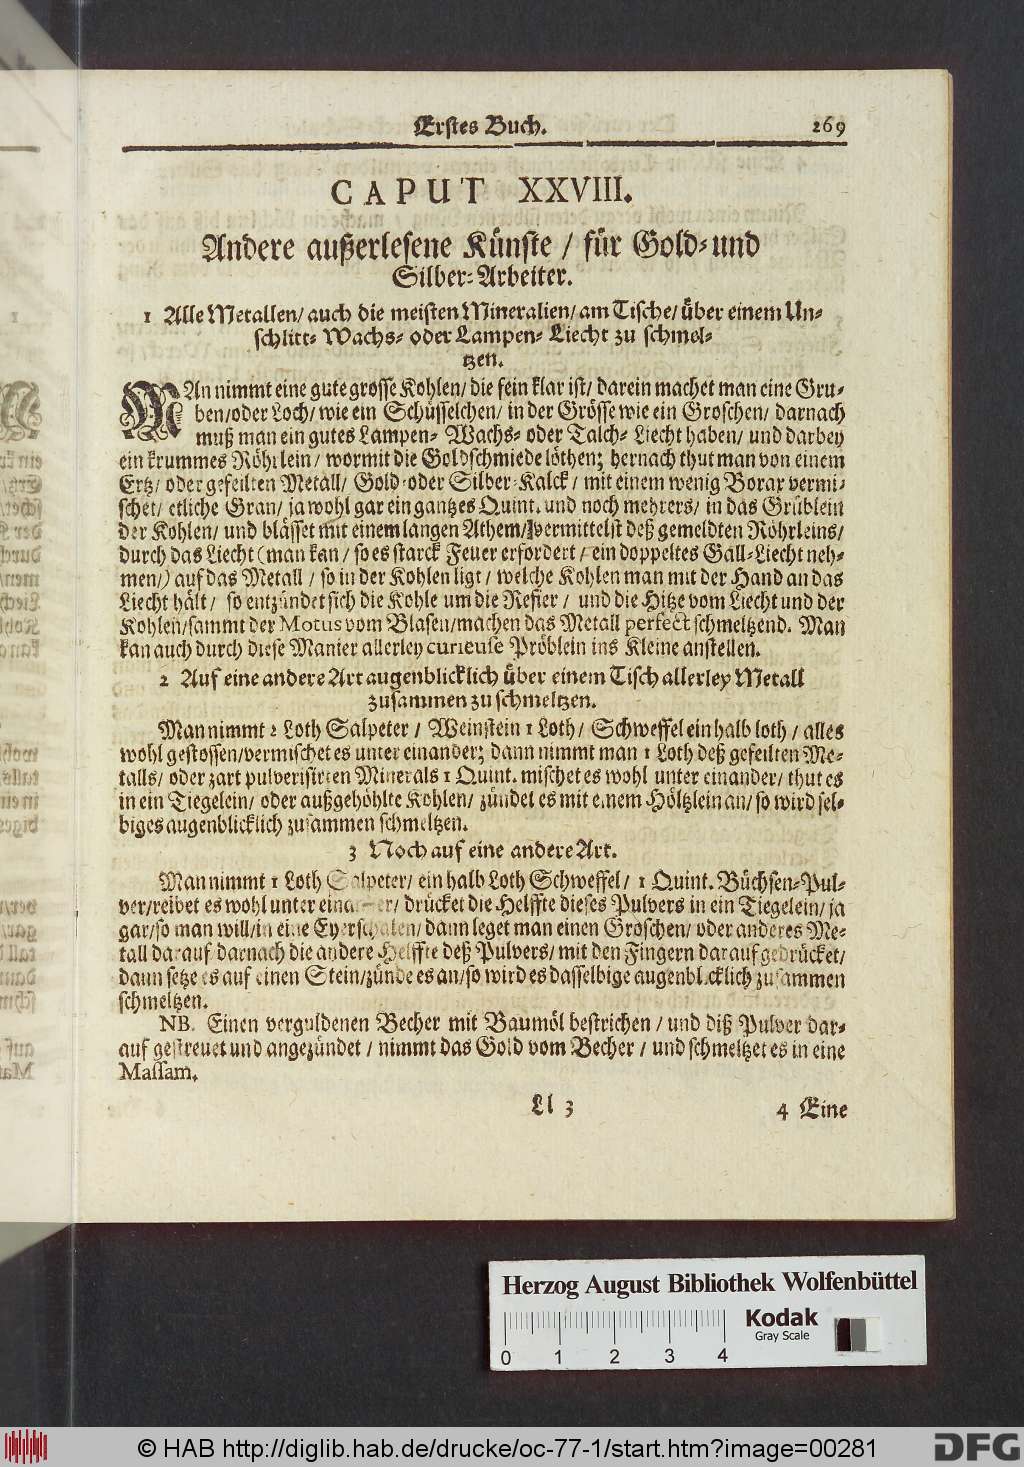 Erstes Buch. 269
CAPUT XXVIII.
Andere außerlesene Künste / für Gold- und
Silber-Arbeiter.
1 Alle Metallen/ auch die meisten Mineralien/ am Tische/ über einem Un-
schlitt- Wachs- oder Lampen- Liecht zu schmel-
tzen.
MAn nimmt eine gute grosse Kohlen/ die fein klar ist/ darein machet man eine Gru-
ben/oder Loch/ wie ein Schüsselchen/ in der Grösse wie ein Groschen/ darnach
muß man ein gutes Lampen- Wachs- oder Talch- Liecht haben/ und darbey
ein krummes Röhrlein/ wormit die Goldschmiede löthen; hernach thut man von einem
Ertz/ oder gefeilten Metall/ Gold-oder Silber-Kalck/ mit einem wenig Borax vermi-
schet/ etliche Gran/ ja wohl gar ein gantzes Quint. und noch mehrers/ in das Grüblein
der Kohlen/ und blässet mit einem langen Athem/ vermittelst deß gemeldten Röhrleins/
durch das Liecht (man kan / so es starck Feuer erfordert / ein doppeltes Gall-Liecht neh-
men/) auf das Metall / so in der Kohlen ligt / welche Kohlen man mit der Hand an das
Liecht hält / so entzündet sich die Kohle um die Refier / und die Hitze vom Liecht und der
Kohlen/sammt der Motus vom Blasen/machen das Metall perfect schmeltzend. Man
kan auch durch diese Manier allerley curieuse Pröblein ins Kleine anstellen.
2 Auf eine andere Art augenblicklich über einem Tisch allerley Metall
zusammen zu schmeltzen.
Man nimmt 2 Loth Salpeter / Weinstein 1 Loth / Schweffel ein halb loth / alles
wohl gestossen/vermischet es unter einander; dann nimmt man 1 Loth deß gefeilten Me-
talls/ oder zart pulverisirten Minerals 1 Quint. mischet es wohl unter einander/ thut es
in ein Tiegelein/ oder außgehöhlte Kohlen/ zündet es mit einem Höltzlein an/ so wird sel-
biges augenblicklich zusammen schmeltzen.
3 Noch auf eine andere Art.
Man nimmt 1 Loth Salpeter/ ein halb Loth Schweffel / 1 Quint. Büchsen-Pul-
ver/reibet es wohl unter einander/ drücket die Helffte dieses Pulvers in ein Tiegelein/ ja
gar/so man will/in eine Eyerschalen/ dann leget man einen Groschen/ oder anderes Me-
tall darauf darnach die andere Helffte deß Pulvers/ mit den Fingern darauf gedrücket/
dann setze es auf einen Stein/zünde es an/so wird es dasselbige augenblicklich zusammen
schmeltzen.
NB. Einen verguldenen Becher mit Baumöl bestrichen / und diß Pulver dar-
auf gestreuet und angezündet / nimmt das Gold vom Becher / und schmeltzet es in eine
Massam.
Ll 3 4 Eine
Herzog August Bibliothek Wolfenbüttel
Kodak
Gray Scale
0 1 2 3 4
© HAB http://diglib.hab.de/drucke/oc-77-1/start.htm?image=00281
DFG